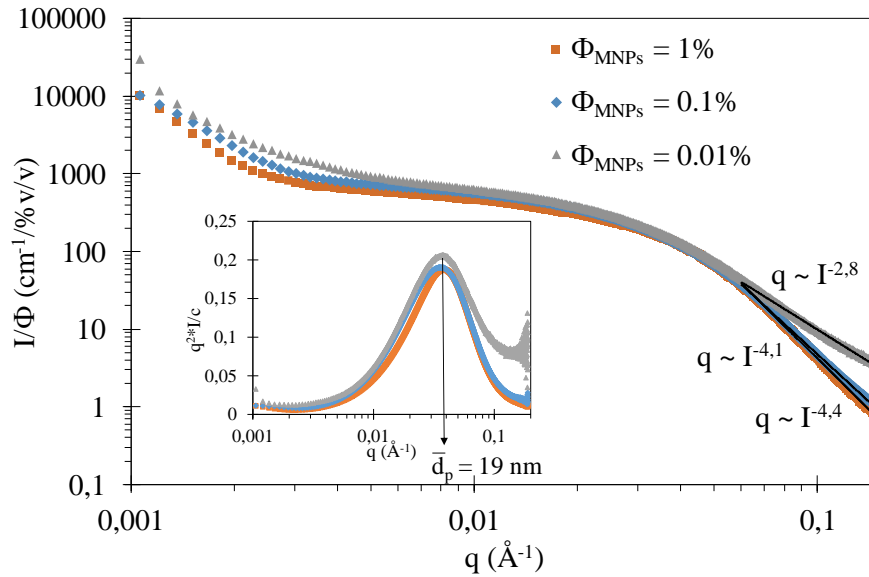 100000
10000
1000
100
10
1
0,1
I/Φ (cm⁻¹/%v/v)
Φ_MNPs = 1%
Φ_MNPs = 0.1%
Φ_MNPs = 0.01%
0,25
0,2
0,15
0,1
0,05
0
q²*I/c
0,001
0,01
0,1
q (Å⁻¹)
d̅_p = 19 nm
q ~ I⁻²,⁸
q ~ I⁻⁴,¹
q ~ I⁻⁴,⁴
0,001
0,01
0,1
q (Å⁻¹)